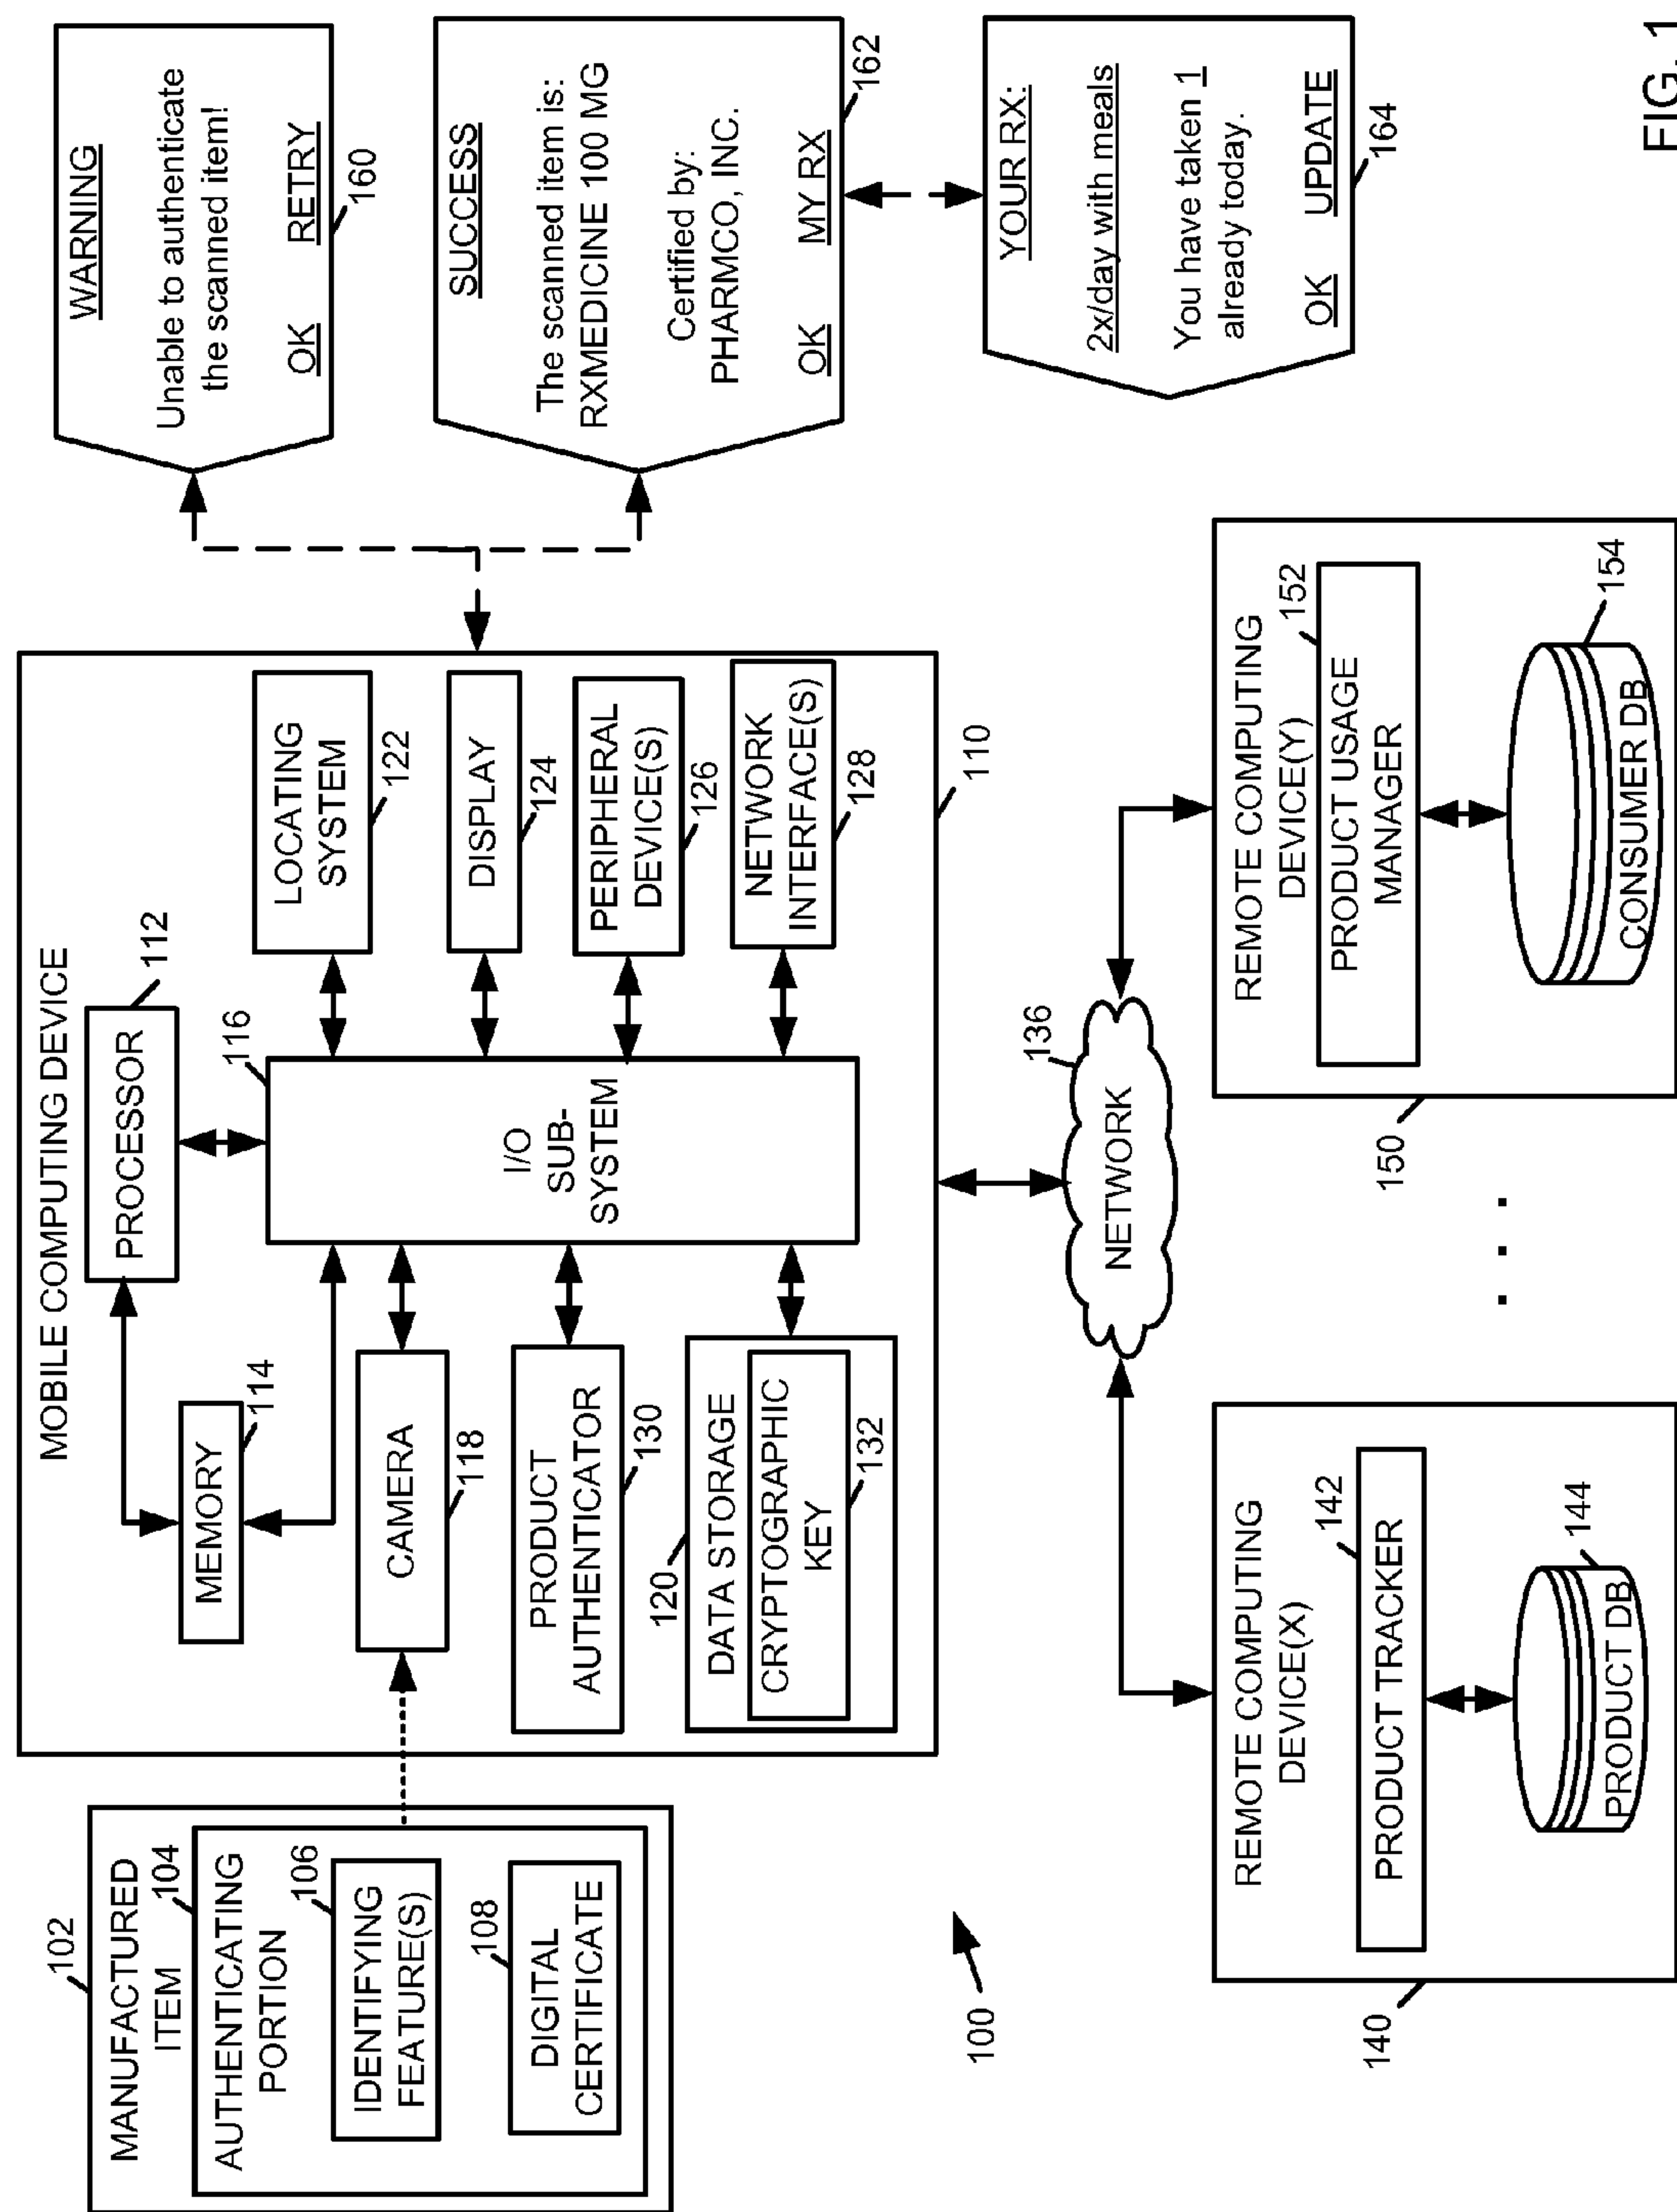 102
MANUFACTURED
ITEM
104
AUTHENTICATING
PORTION
106
IDENTIFYING
FEATURE(S)
108
DIGITAL
CERTIFICATE
MOBILE COMPUTING DEVICE
PROCESSOR
112
MEMORY
114
116
I/O
SUB-
SYSTEM
CAMERA
118
PRODUCT
AUTHENTICATOR
130
120
DATA STORAGE
CRYPTOGRAPHIC
KEY
132
LOCATING
SYSTEM
122
DISPLAY
124
PERIPHERAL
DEVICE(S)
126
NETWORK
INTERFACE(S)
128
110
WARNING
Unable to authenticate
the scanned item!
OK RETRY
160
SUCCESS
The scanned item is:
RXMEDICINE 100 MG
Certified by:
PHARMCO, INC.
OK MY RX
162
YOUR RX:
2x/day with meals
You have taken 1
already today.
OK UPDATE
164
100
136
NETWORK
REMOTE COMPUTING
DEVICE(X)
142
PRODUCT TRACKER
144
PRODUCT DB
140
. . .
REMOTE COMPUTING
DEVICE(Y)
152
PRODUCT USAGE
MANAGER
154
CONSUMER DB
150
FIG. 1